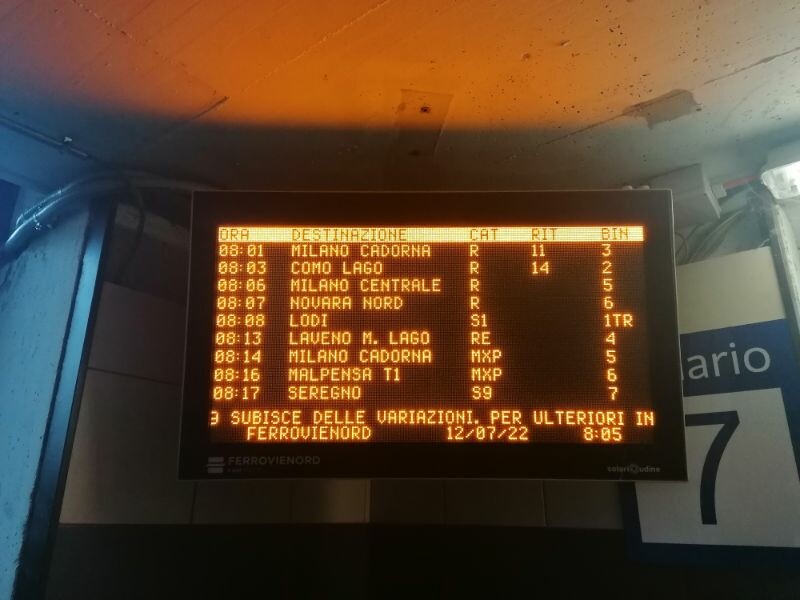 ORA DESTINAZIONE CAT RIT BIN
08:01 MILANO CADORNA R 11 3
08:03 COMO LAGO R 14 2
08:06 MILANO CENTRALE R 5
08:07 NOVARA NORD R 6
08:08 LODI S1 1TR
08:13 LAVENO M. LAGO RE 4
08:14 MILANO CADORNA MXP 5
08:16 MALPENSA T1 MXP 6
08:17 SEREGNO S9 7
9 SUBISCE DELLE VARIAZIONI. PER ULTERIORI IN
FERROVIENORD 12/07/22 8:05
FERROVIENORD
solari udine
ario
7